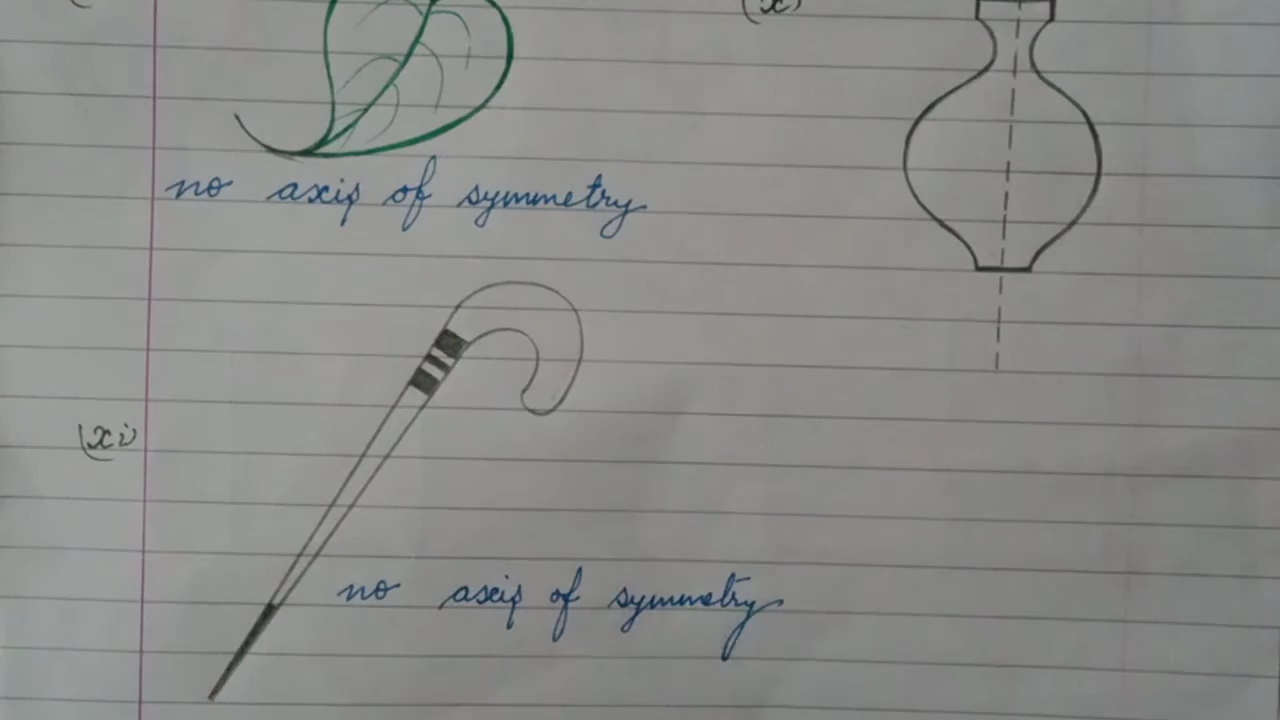 (x)
no axis of symmetry
(xi)
no axis of symmetry